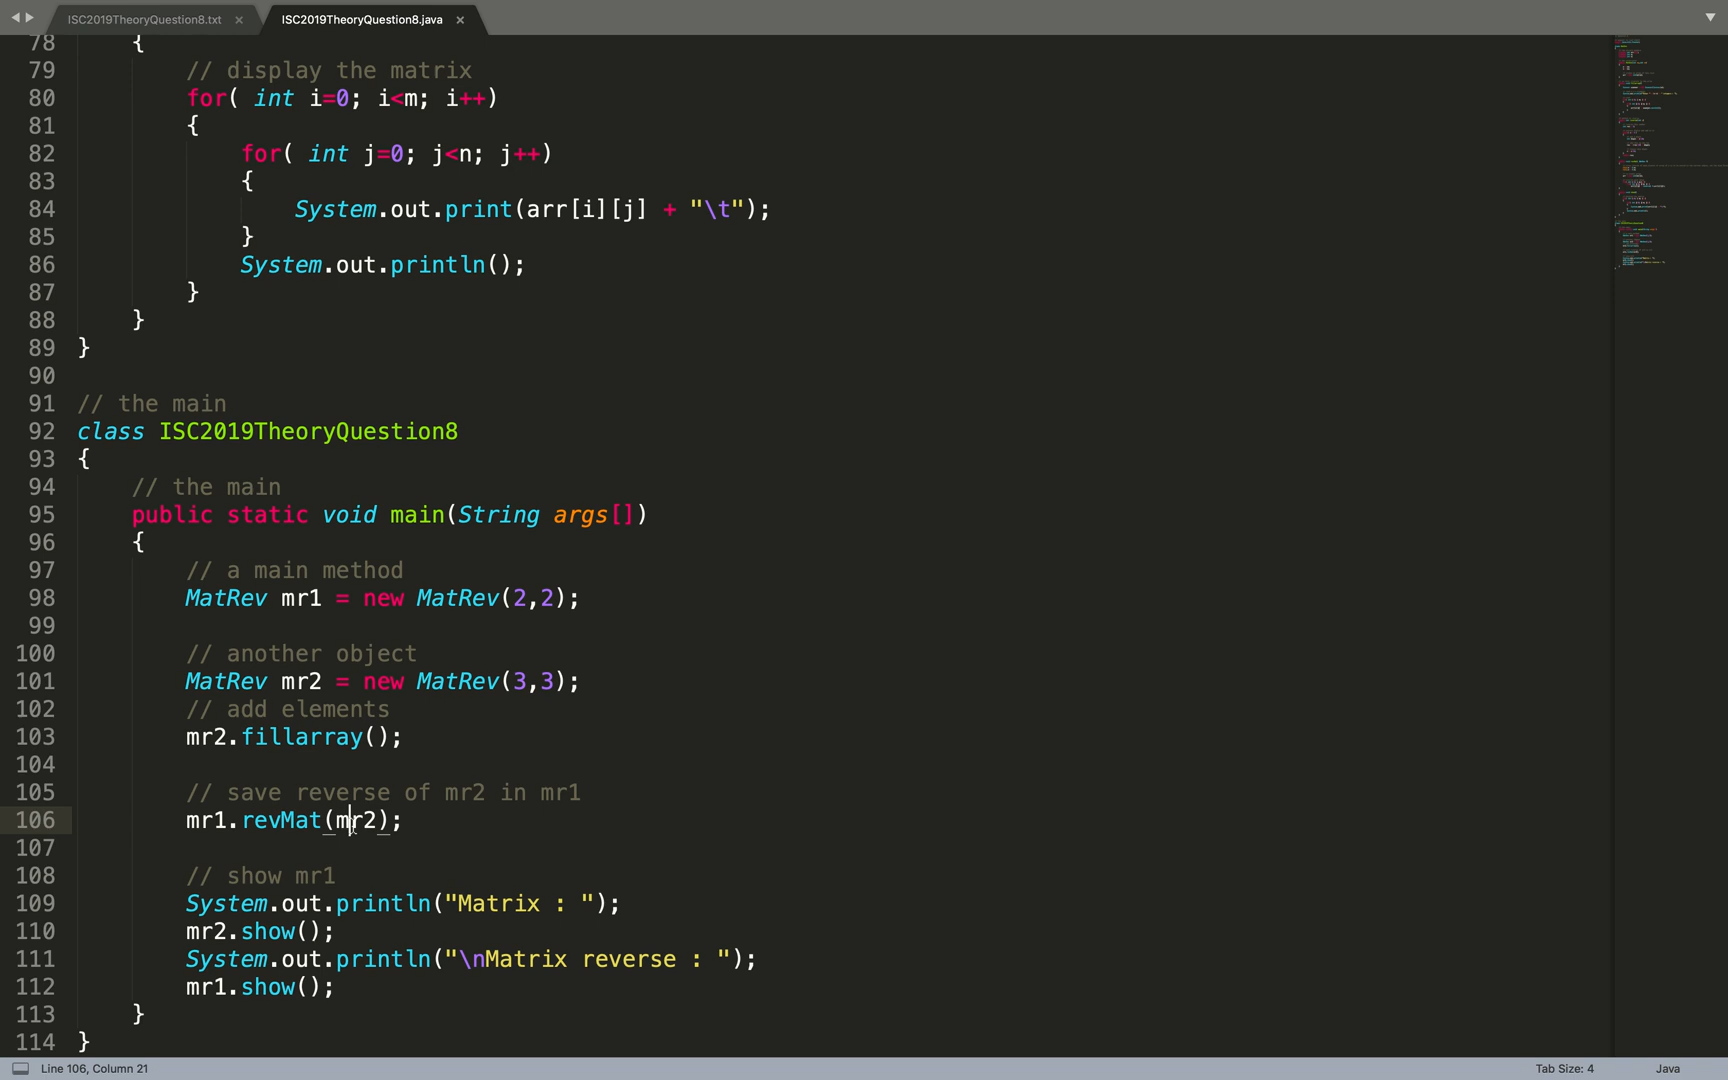 ISC2019TheoryQuestion8.txt × ISC2019TheoryQuestion8.java ×
78 {
79 // display the matrix
80 for( int i=0; i<m; i++)
81 {
82 for( int j=0; j<n; j++)
83 {
84 System.out.print(arr[i][j] + "\t");
85 }
86 System.out.println();
87 }
88 }
89 }
90
91 // the main
92 class ISC2019TheoryQuestion8
93 {
94 // the main
95 public static void main(String args[])
96 {
97 // a main method
98 MatRev mr1 = new MatRev(2,2);
99
100 // another object
101 MatRev mr2 = new MatRev(3,3);
102 // add elements
103 mr2.fillarray();
104
105 // save reverse of mr2 in mr1
106 mr1.revMat(mr2);
107
108 // show mr1
109 System.out.println("Matrix : ");
110 mr2.show();
111 System.out.println("\nMatrix reverse : ");
112 mr1.show();
113 }
114 }
Line 106, Column 21 Tab Size: 4 Java